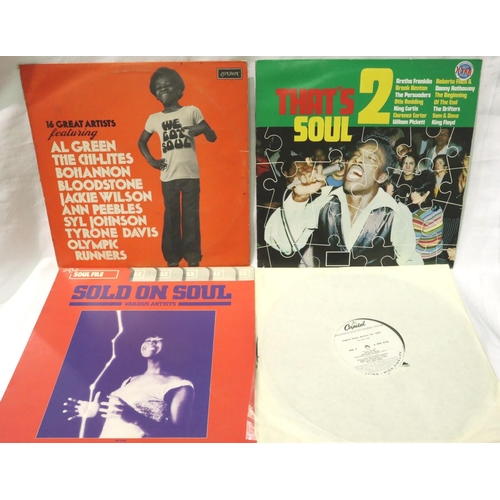 LONDON
16 GREAT ARTISTS
featuring
AL GREEN
THE CHI-LITES
BOHANNON
BLOODSTONE
JACKIE WILSON
ANN PEEBLES
SYL JOHNSON
TYRONE DAVIS
OLYMPIC
RUNNERS
WE
GOT
SOUL
THAT'S
SOUL
2
Aretha Franklin
Brook Benton
The Persuaders
Otis Redding
King Curtis
Clarence Carter
Wilson Pickett
Roberta Flack &
Donny Hathaway
The Beginning
Of The End
The Drifters
Sam & Dave
King Floyd
SOUL FILE
SOLD ON SOUL
VARIOUS ARTISTS
Capitol